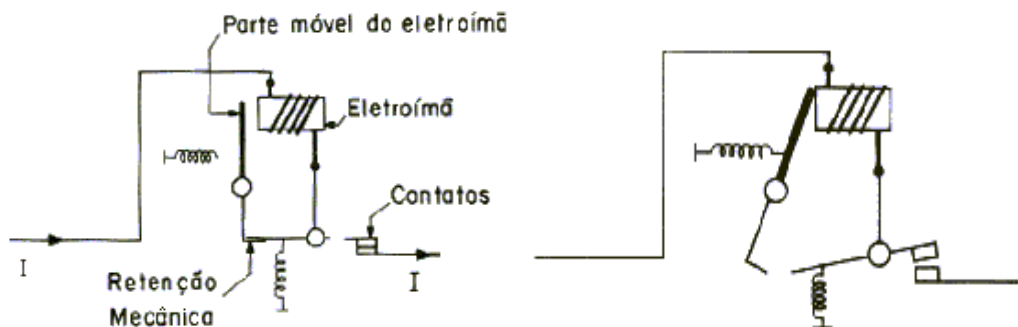 Parte móvel do eletroímã
Eletroímã
Contatos
I
I
Retenção
Mecânica